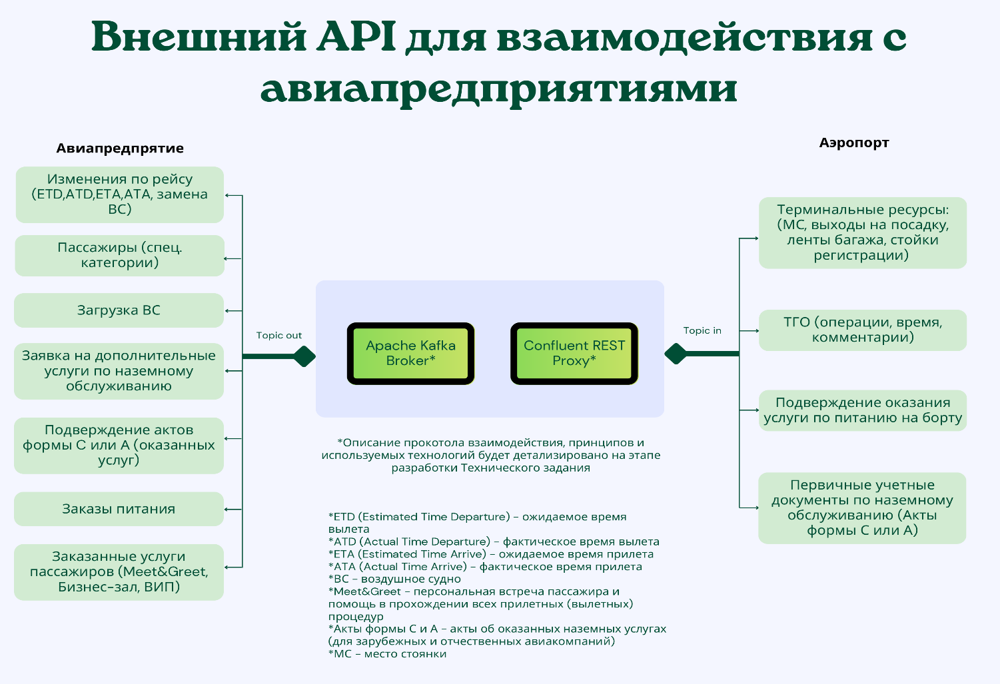 Внешний API для взаимодействия с
авиапредприятиями
Авиапредпрятие
Изменения по рейсу
(ETD,ATD,ETA,ATA, замена
ВС)
Пассажиры (спец.
категории)
Загрузка ВС
Заявка на дополнительные
услуги по наземному
обслуживанию
Подверждение актов
формы С или А (оказанных
услуг)
Заказы питания
Заказанные услуги
пассажиров (Meet&Greet,
Бизнес-зал, ВИП)
Topic out
Apache Kafka
Broker*
Confluent REST
Proxy*
Topic in
*Описание прокотола взаимодействия, принципов и
используемых технологий будет детализировано на этапе
разработки Технического задания
*ETD (Estimated Time Departure) – ожидаемое время
вылета
*ATD (Actual Time Departure) – фактическое время вылета
*ETA (Estimated Time Arrive) – ожидаемое время прилета
*ATA (Actual Time Arrive) – фактическое время прилета
*ВС – воздушное судно
*Meet&Greet – персональная встреча пассажира и
помощь в прохождении всех прилетных (вылетных)
процедур
*Акты формы С и А – акты об оказанных наземных услугах
(для зарубежных и отчественных авиакомпаний)
*МС – место стоянки
Аэропорт
Терминальные ресурсы:
(МС, выходы на посадку,
ленты багажа, стойки
регистрации)
ТГО (операции, время,
комментарии)
Подверждение оказания
услуги по питанию на борту
Первичные учетные
документы по наземному
обслуживанию (Акты
формы С или А)